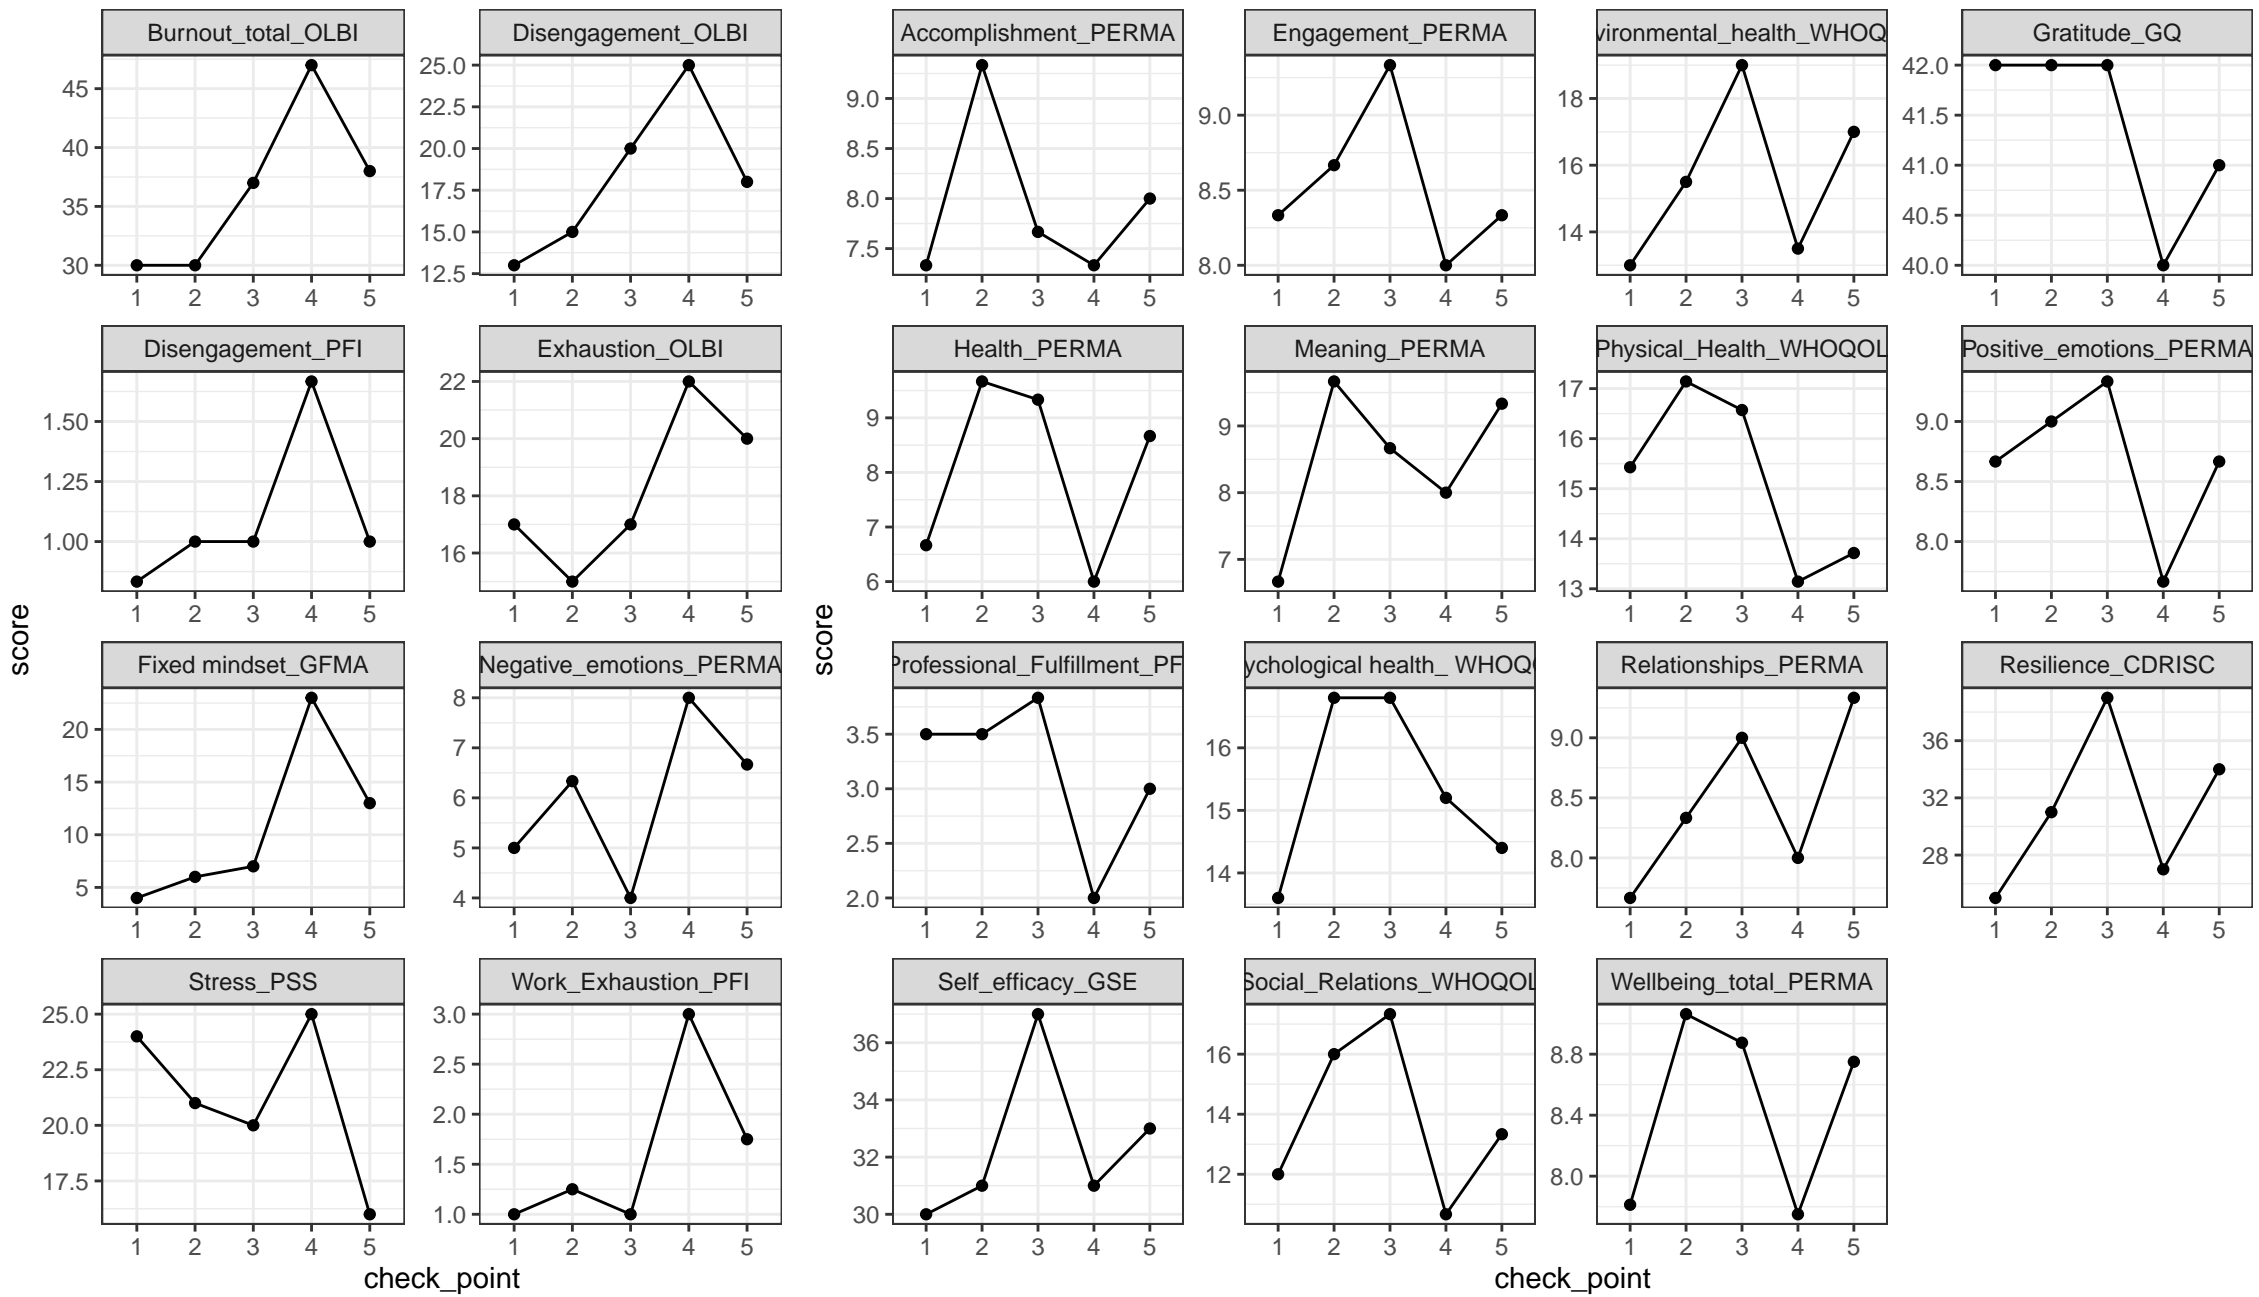 Burnout_total_OLBI
Disengagement_OLBI
Accomplishment_PERMA
Engagement_PERMA
vironmental_health_WHOQ
Gratitude_GQ
45
40
35
30
25.0
22.5
20.0
17.5
15.0
12.5
9.0
8.5
8.0
7.5
9.0
8.5
8.0
18
16
14
42.0
41.5
41.0
40.5
40.0
1 2 3 4 5
1 2 3 4 5
1 2 3 4 5
1 2 3 4 5
1 2 3 4 5
1 2 3 4 5
Disengagement_PFI
Exhaustion_OLBI
Health_PERMA
Meaning_PERMA
Physical_Health_WHOQOL
Positive_emotions_PERMA
1.50
1.25
1.00
22
20
18
16
9
8
7
6
9
8
7
17
16
15
14
13
9.0
8.5
8.0
1 2 3 4 5
1 2 3 4 5
1 2 3 4 5
1 2 3 4 5
1 2 3 4 5
1 2 3 4 5
score
score
Fixed mindset_GFMA
Negative_emotions_PERMA
Professional_Fulfillment_PF
ychological health_ WHOQ
Relationships_PERMA
Resilience_CDRISC
20
15
10
5
8
7
6
5
4
3.5
3.0
2.5
2.0
16
15
14
9.0
8.5
8.0
36
32
28
1 2 3 4 5
1 2 3 4 5
1 2 3 4 5
1 2 3 4 5
1 2 3 4 5
1 2 3 4 5
Stress_PSS
Work_Exhaustion_PFI
Self_efficacy_GSE
Social_Relations_WHOQOL
Wellbeing_total_PERMA
25.0
22.5
20.0
17.5
3.0
2.5
2.0
1.5
1.0
36
34
32
30
16
14
12
8.8
8.4
8.0
1 2 3 4 5
1 2 3 4 5
1 2 3 4 5
1 2 3 4 5
1 2 3 4 5
check_point
check_point